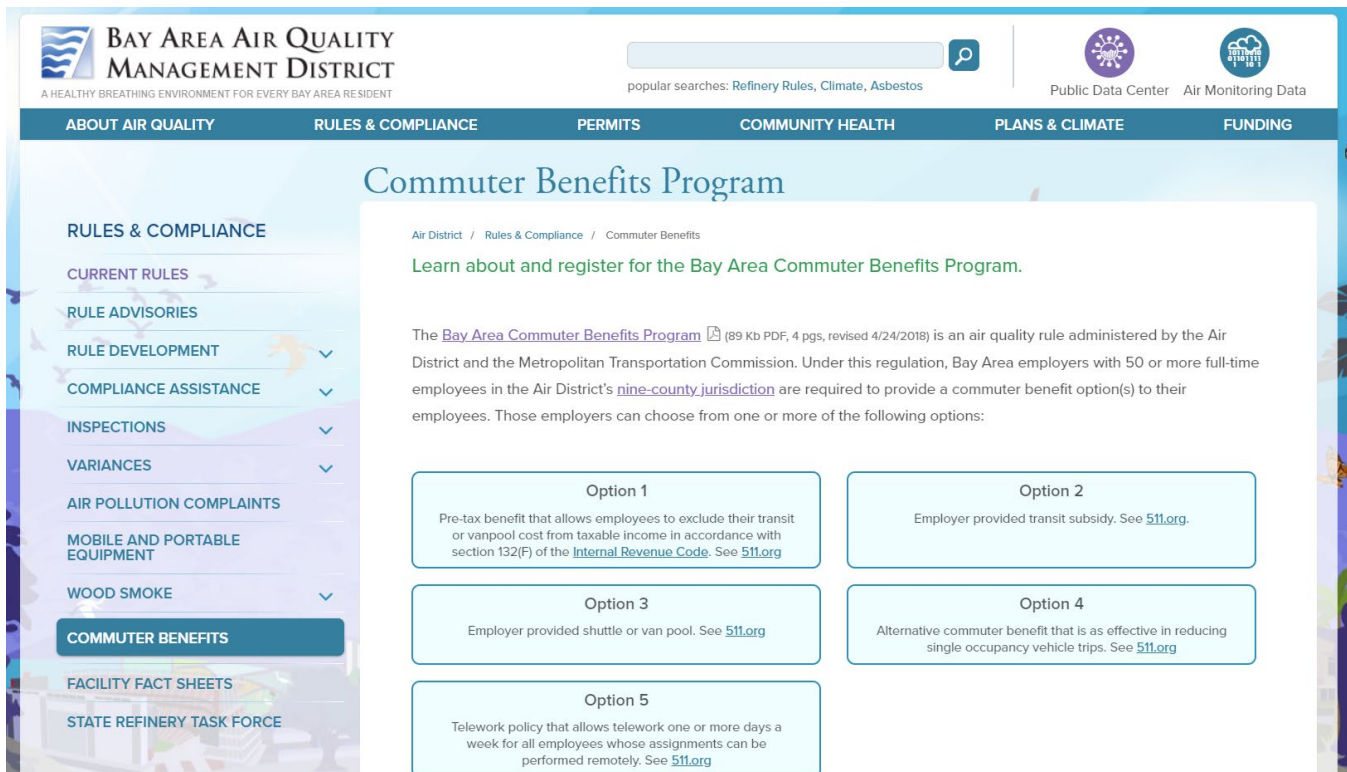 BAY AREA AIR QUALITY
MANAGEMENT DISTRICT
A HEALTHY BREATHING ENVIRONMENT FOR EVERY BAY AREA RESIDENT
popular searches: Refinery Rules, Climate, Asbestos
Public Data Center
Air Monitoring Data
ABOUT AIR QUALITY
RULES & COMPLIANCE
PERMITS
COMMUNITY HEALTH
PLANS & CLIMATE
FUNDING
Commuter Benefits Program
RULES & COMPLIANCE
CURRENT RULES
RULE ADVISORIES
RULE DEVELOPMENT
COMPLIANCE ASSISTANCE
INSPECTIONS
VARIANCES
AIR POLLUTION COMPLAINTS
MOBILE AND PORTABLE
EQUIPMENT
WOOD SMOKE
COMMUTER BENEFITS
FACILITY FACT SHEETS
STATE REFINERY TASK FORCE
Air District / Rules & Compliance / Commuter Benefits
Learn about and register for the Bay Area Commuter Benefits Program.
The Bay Area Commuter Benefits Program (89 Kb PDF, 4 pgs, revised 4/24/2018) is an air quality rule administered by the Air
District and the Metropolitan Transportation Commission. Under this regulation, Bay Area employers with 50 or more full-time
employees in the Air District's nine-county jurisdiction are required to provide a commuter benefit option(s) to their
employees. Those employers can choose from one or more of the following options:
Option 1
Pre-tax benefit that allows employees to exclude their transit
or vanpool cost from taxable income in accordance with
section 132(F) of the Internal Revenue Code. See 511.org
Option 2
Employer provided transit subsidy. See 511.org.
Option 3
Employer provided shuttle or van pool. See 511.org
Option 4
Alternative commuter benefit that is as effective in reducing
single occupancy vehicle trips. See 511.org
Option 5
Telework policy that allows telework one or more days a
week for all employees whose assignments can be
performed remotely. See 511.org